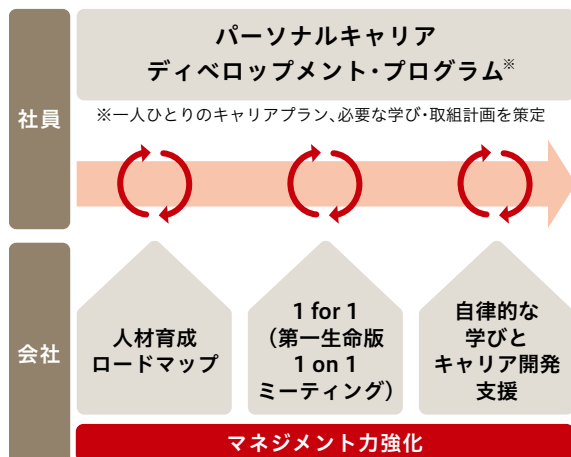 社員
パーソナルキャリア
ディベロップメント・プログラム※
※一人ひとりのキャリアプラン、必要な学び・取組計画を策定
会社
人材育成
ロードマップ
1 for 1
(第一生命版
1 on 1
ミーティング)
自律的な
学びと
キャリア開発
支援
マネジメント力強化